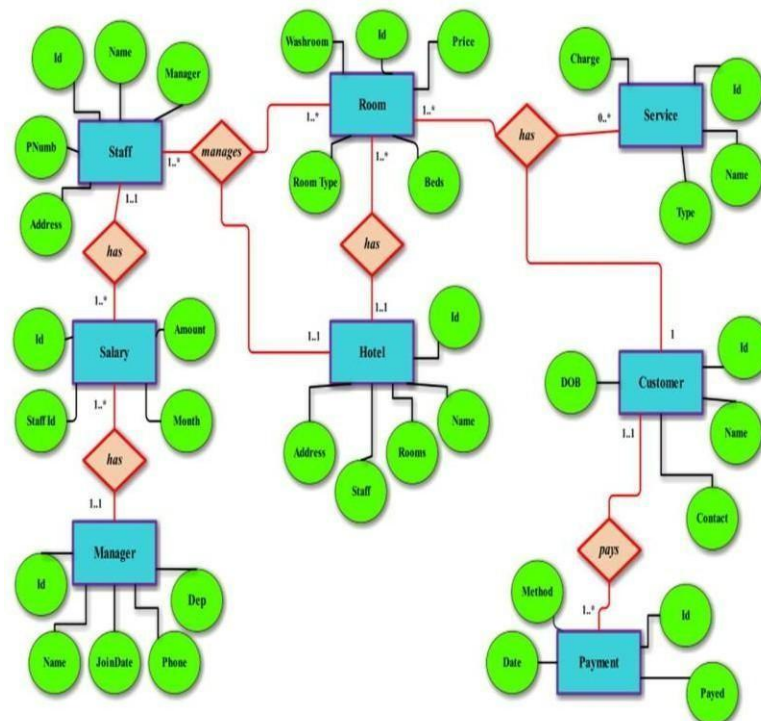 Id
Name
Manager
Staff
PNumb
Address
1..*
1..1
manages
Washroom
Id
Price
Room
1..*
1..*
1..*
Room Type
Beds
has
Charge
Id
Service
0..*
Name
Type
has
1..*
Id
Amount
Salary
Staff Id
Month
1..*
has
1..1
has
1..1
1..1
Hotel
Id
Address
Staff
Rooms
Name
1
Id
DOB
Customer
Name
Contact
1..1
pays
1..*
Manager
Id
Dep
Name
JoinDate
Phone
Method
Id
Date
Payment
Payed